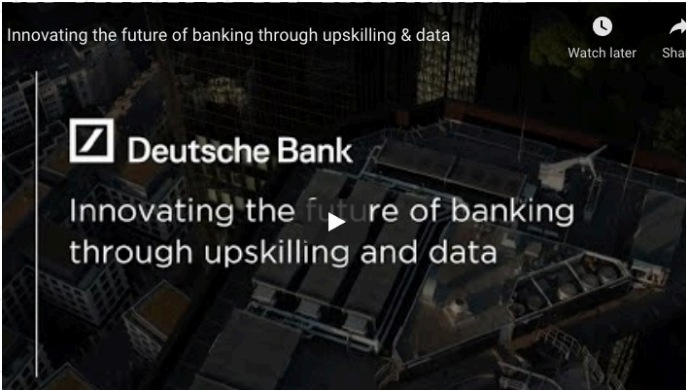 Innovating the future of banking through upskilling & data
Watch later
Shar
Deutsche Bank
Innovating the future of banking
through upskilling and data